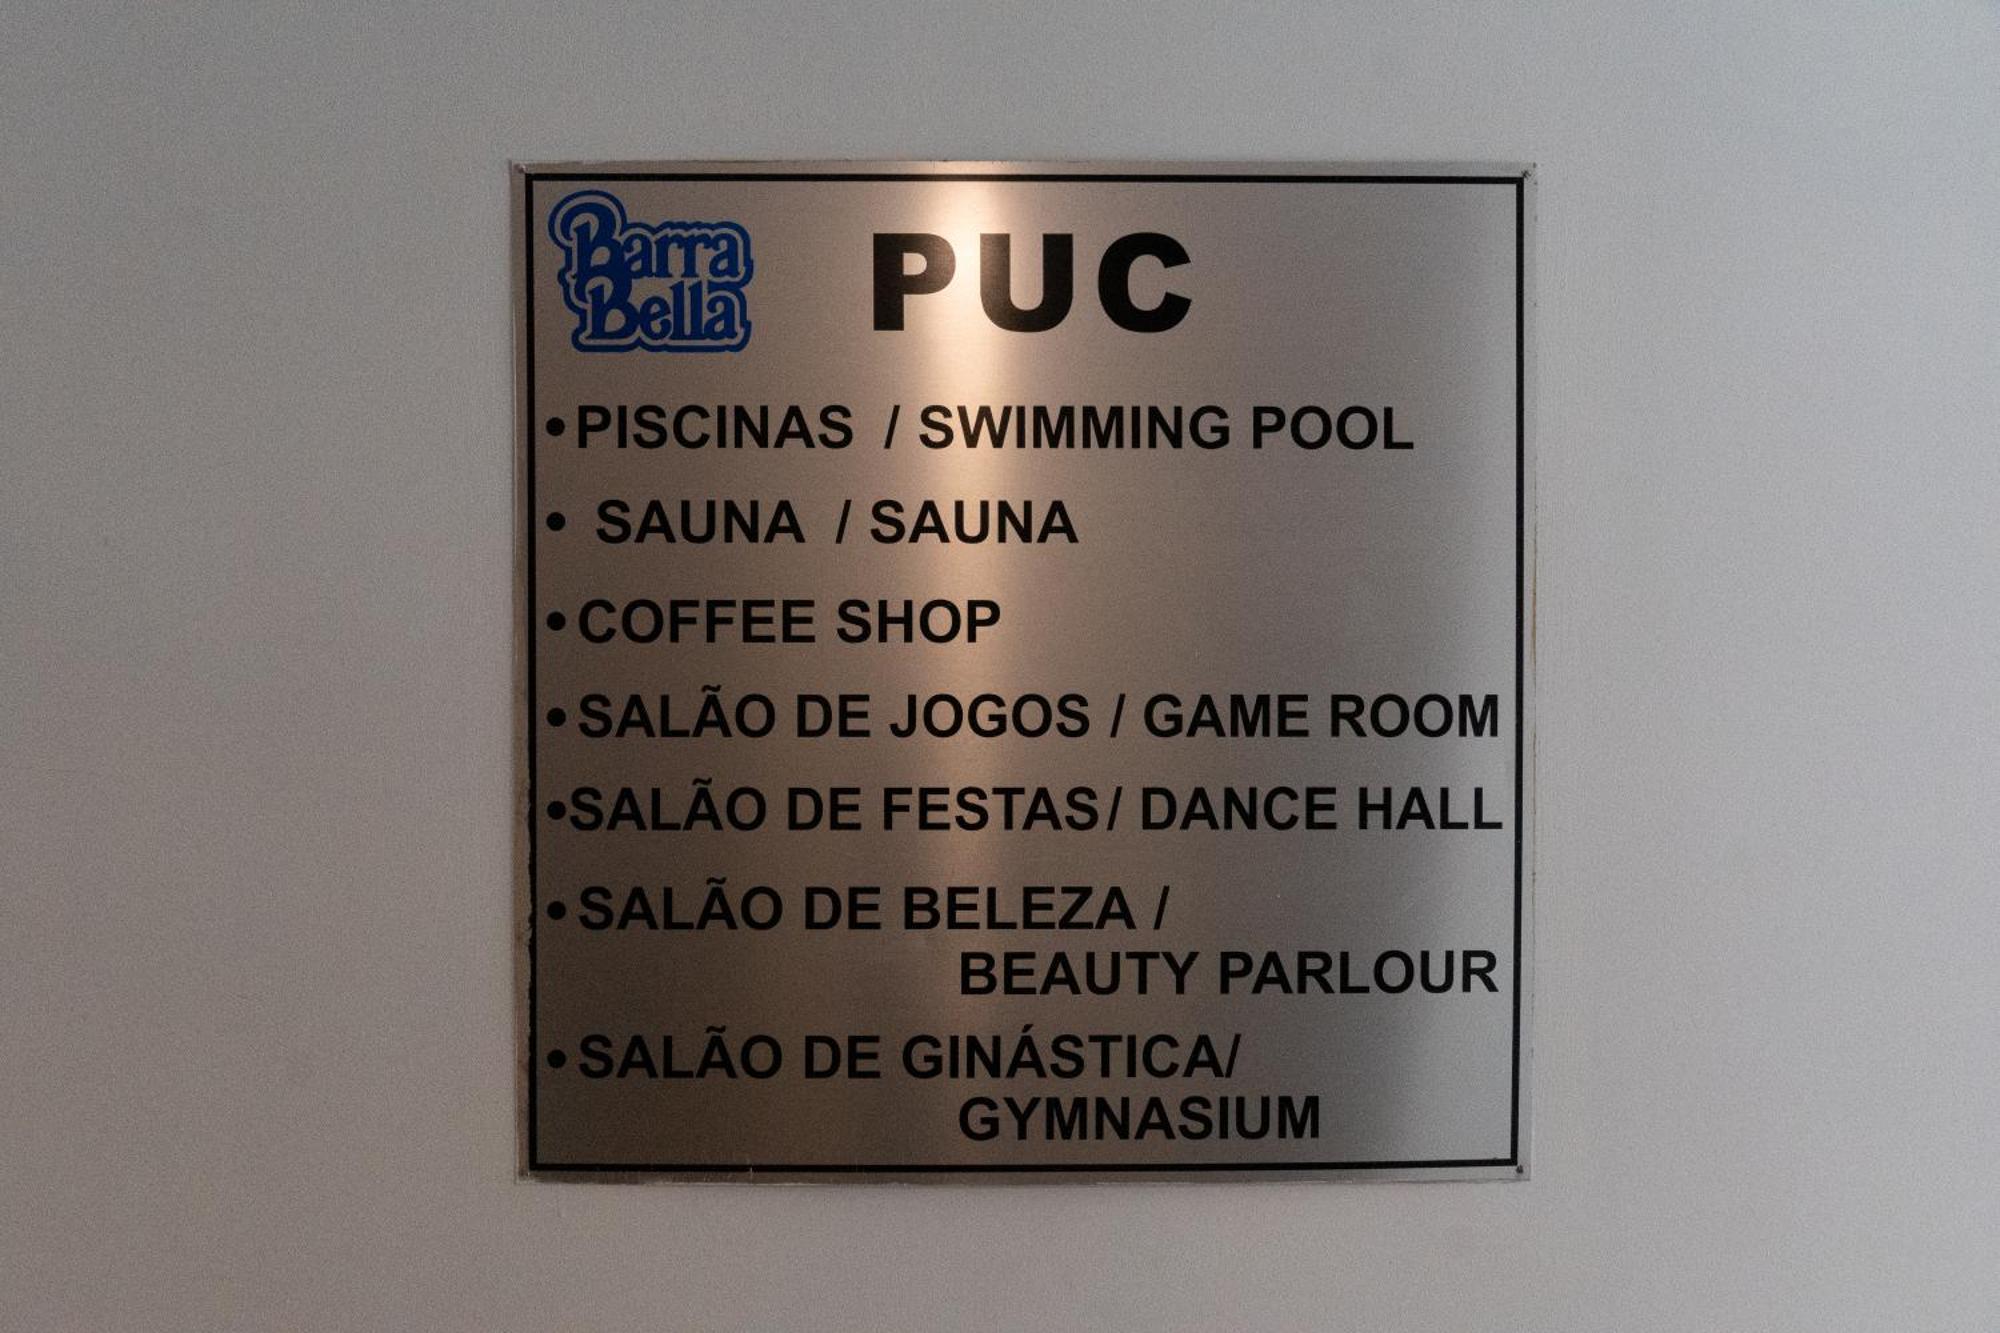 Barra
Bella
PUC
•PISCINAS / SWIMMING POOL
• SAUNA / SAUNA
•COFFEE SHOP
•SALÃO DE JOGOS / GAME ROOM
•SALÃO DE FESTAS/ DANCE HALL
•SALÃO DE BELEZA /
BEAUTY PARLOUR
•SALÃO DE GINÁSTICA/
GYMNASIUM